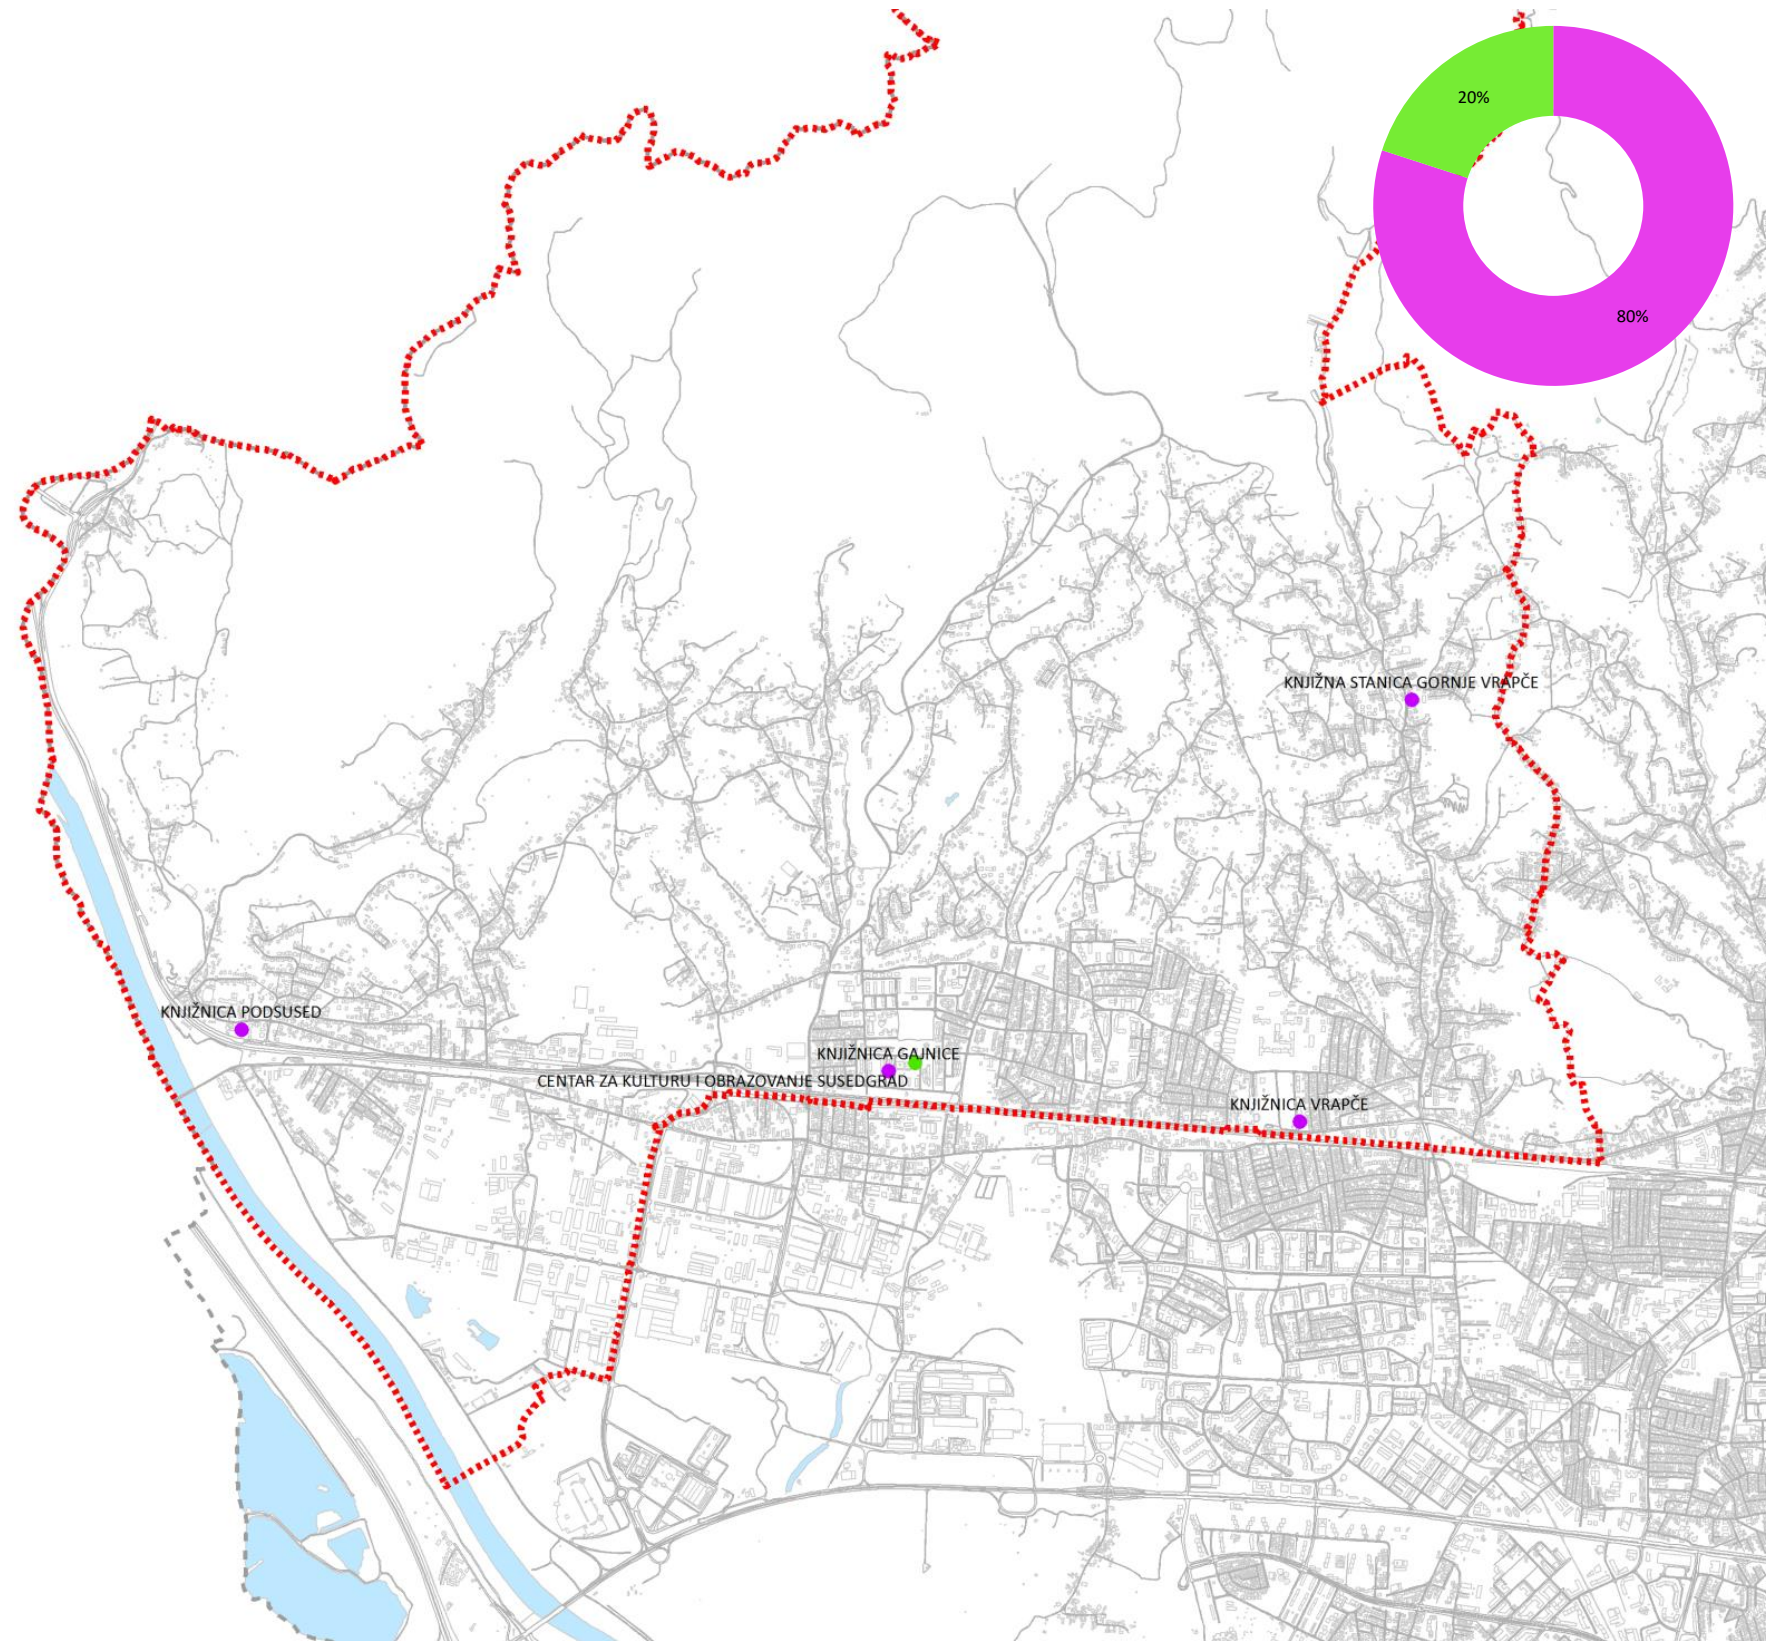 20%
80%
KNJIŽNA STANICA GORNJE VRAPČE
KNJIŽNICA PODSUSED
KNJIŽNICA GAJNICE
CENTAR ZA KULTURU I OBRAZOVANJE SUSEDGRAD
KNJIŽNICA VRAPČE